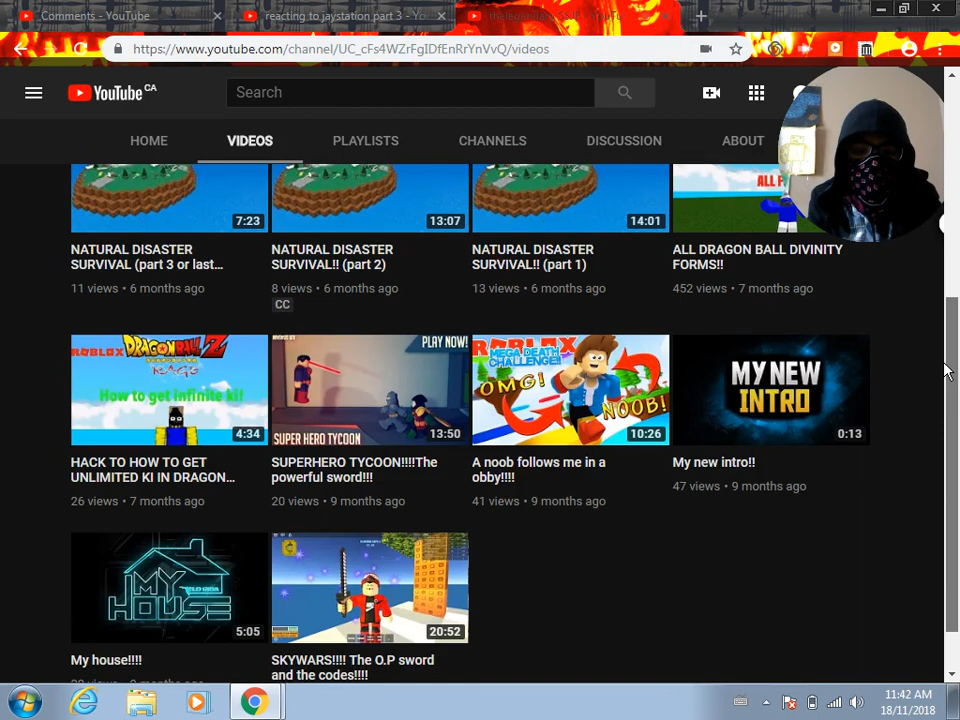 Comments - YouTube
reacting to jaystation part 3 - Yo
https://www.youtube.com/channel/UC_cFs4WZrFgIDfEnRrYnVvQ/videos
YouTube CA
Search
HOME VIDEOS PLAYLISTS CHANNELS DISCUSSION ABOUT
ALL
7:23 13:07 14:01
NATURAL DISASTER SURVIVAL (part 3 or last...
11 views • 6 months ago
NATURAL DISASTER SURVIVAL!! (part 2)
8 views • 6 months ago
CC
NATURAL DISASTER SURVIVAL!! (part 1)
13 views • 6 months ago
ALL DRAGON BALL DIVINITY FORMS!!
452 views • 7 months ago
ROBLOX DRAGONBALL Z
RAGE
How to get infinite ki!
4:34
HACK TO HOW TO GET UNLIMITED KI IN DRAGON...
26 views • 7 months ago
PLAY NOW!
SUPER HERO TYCOON
13:50
SUPERHERO TYCOON!!!!The powerful sword!!!
20 views • 9 months ago
ROBLOX
MEGA DEATH CHALLENGE!!
OMG!
NOOB!
10:26
A noob follows me in a obby!!!!
41 views • 9 months ago
MY NEW
INTRO
0:13
My new intro!!
47 views • 9 months ago
MY
HOUSE
5:05
My house!!!!
20:52
SKYWARS!!!! The O.P sword and the codes!!!!
11:42 AM
18/11/2018